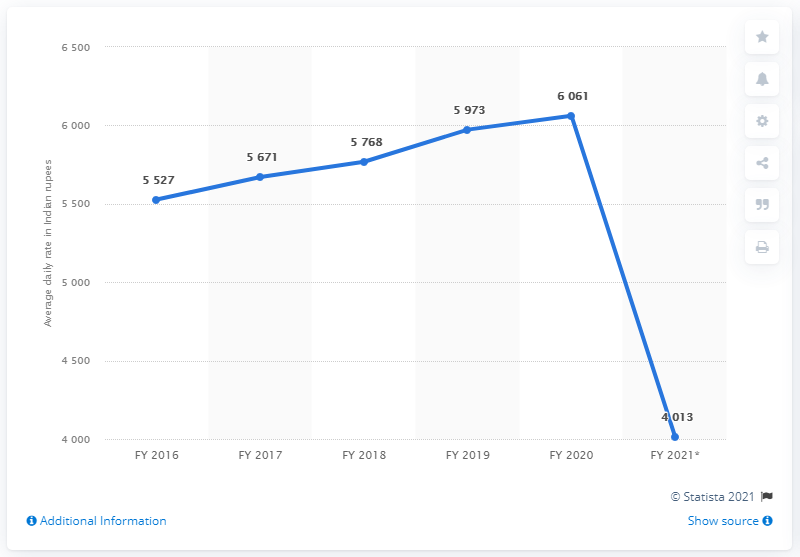 6 500
6 000
5 500
5 000
4 500
4 000
Average daily rate in Indian rupees
5 527
5 671
5 768
5 973
6 061
4 013
FY 2016
FY 2017
FY 2018
FY 2019
FY 2020
FY 2021*
© Statista 2021
Additional Information
Show source